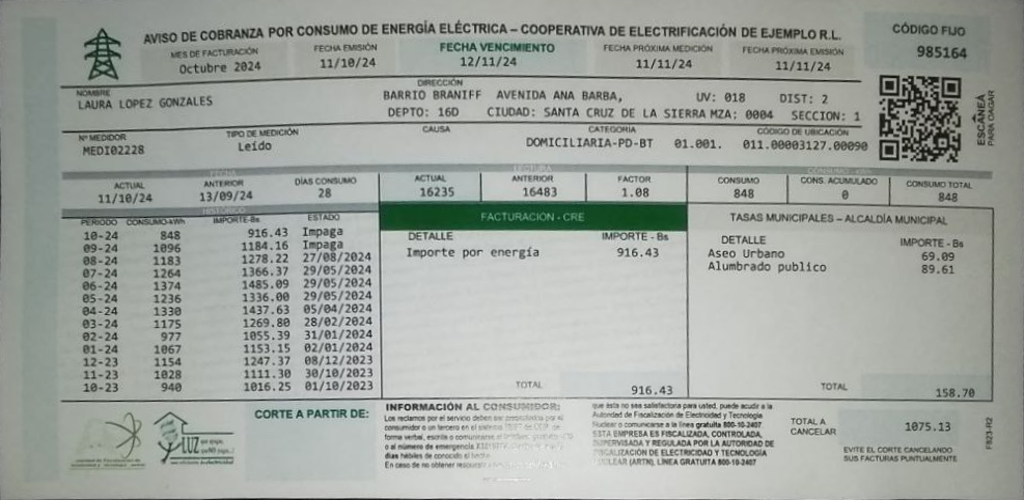 AVISO DE COBRANZA POR CONSUMO DE ENERGÍA ELÉCTRICA – COOPERATIVA DE ELECTRIFICACIÓN DE EJEMPLO R.L.
CÓDIGO FIJO
985164
MES DE FACTURACIÓN FECHA EMISIÓN FECHA VENCIMIENTO FECHA PRÓXIMA MEDICIÓN FECHA PRÓXIMA EMISIÓN
Octubre 2024 11/10/24 12/11/24 11/11/24 11/11/24
NOMBRE DIRECCIÓN
LAURA LOPEZ GONZALES BARRIO BRANIFF AVENIDA ANA BARBA, UV: 018 DIST: 2
DEPTO: 16D CIUDAD: SANTA CRUZ DE LA SIERRA MZA: 0004 SECCION: 1
ESCANEÁ
PARA PAGAR
Nº MEDIDOR TIPO DE MEDICIÓN CAUSA CATEGORIA CÓDIGO DE UBICACIÓN
MEDI02228 Leído DOMICILIARIA-PD-BT 01.001. 011.00003127.00090
FECHA LECTURA CONSUMO - kWh
ACTUAL ANTERIOR DÍAS CONSUMO ACTUAL ANTERIOR FACTOR CONSUMO CONS. ACUMULADO CONSUMO TOTAL
11/10/24 13/09/24 28 16235 16483 1.08 848 0 848
HISTÓRICO
PERIODO CONSUMO-kWh IMPORTE-Bs ESTADO
10-24 848 916.43 Impaga
09-24 1096 1184.16 Impaga
08-24 1183 1278.22 27/08/2024
07-24 1264 1366.37 29/05/2024
06-24 1374 1485.09 29/05/2024
05-24 1236 1336.00 29/05/2024
04-24 1330 1437.63 05/04/2024
03-24 1175 1269.80 28/02/2024
02-24 977 1055.39 31/01/2024
01-24 1067 1153.15 02/01/2024
12-23 1154 1247.37 08/12/2023
11-23 1028 1111.30 30/10/2023
10-23 940 1016.25 01/10/2023
FACTURACION - CRE
DETALLE IMPORTE - Bs
Importe por energía 916.43
TOTAL 916.43
TASAS MUNICIPALES – ALCALDÍA MUNICIPAL
DETALLE IMPORTE - Bs
Aseo Urbano 69.09
Alumbrado publico 89.61
TOTAL 158.70
LUZ
CORTE A PARTIR DE:
INFORMACIÓN AL CONSUMIDOR:
Los reclamos por el servicio deben ser por el
consumidor o un tercero en el sistema
forma verbal, escrita o
o al número de emergencia
días hábiles de conocido el hecho
En caso de no obtener
que ésta no sea satisfactoria para usted, puede acudir a la
Autoridad de Fiscalización de Electricidad y Tecnología
Nuclear o comunicarse a la línea gratuita 800-10-2407
ESTA EMPRESA ES FISCALIZADA, CONTROLADA,
SUPERVISADA Y REGULADA POR LA AUTORIDAD DE
FISCALIZACIÓN DE ELECTRICIDAD Y TECNOLOGÍA
NUCLEAR (AETN), LÍNEA GRATUITA 800-10-2407
TOTAL A
CANCELAR
1075.13
EVITE EL CORTE CANCELANDO
SUS FACTURAS PUNTUALMENTE
F823-R2